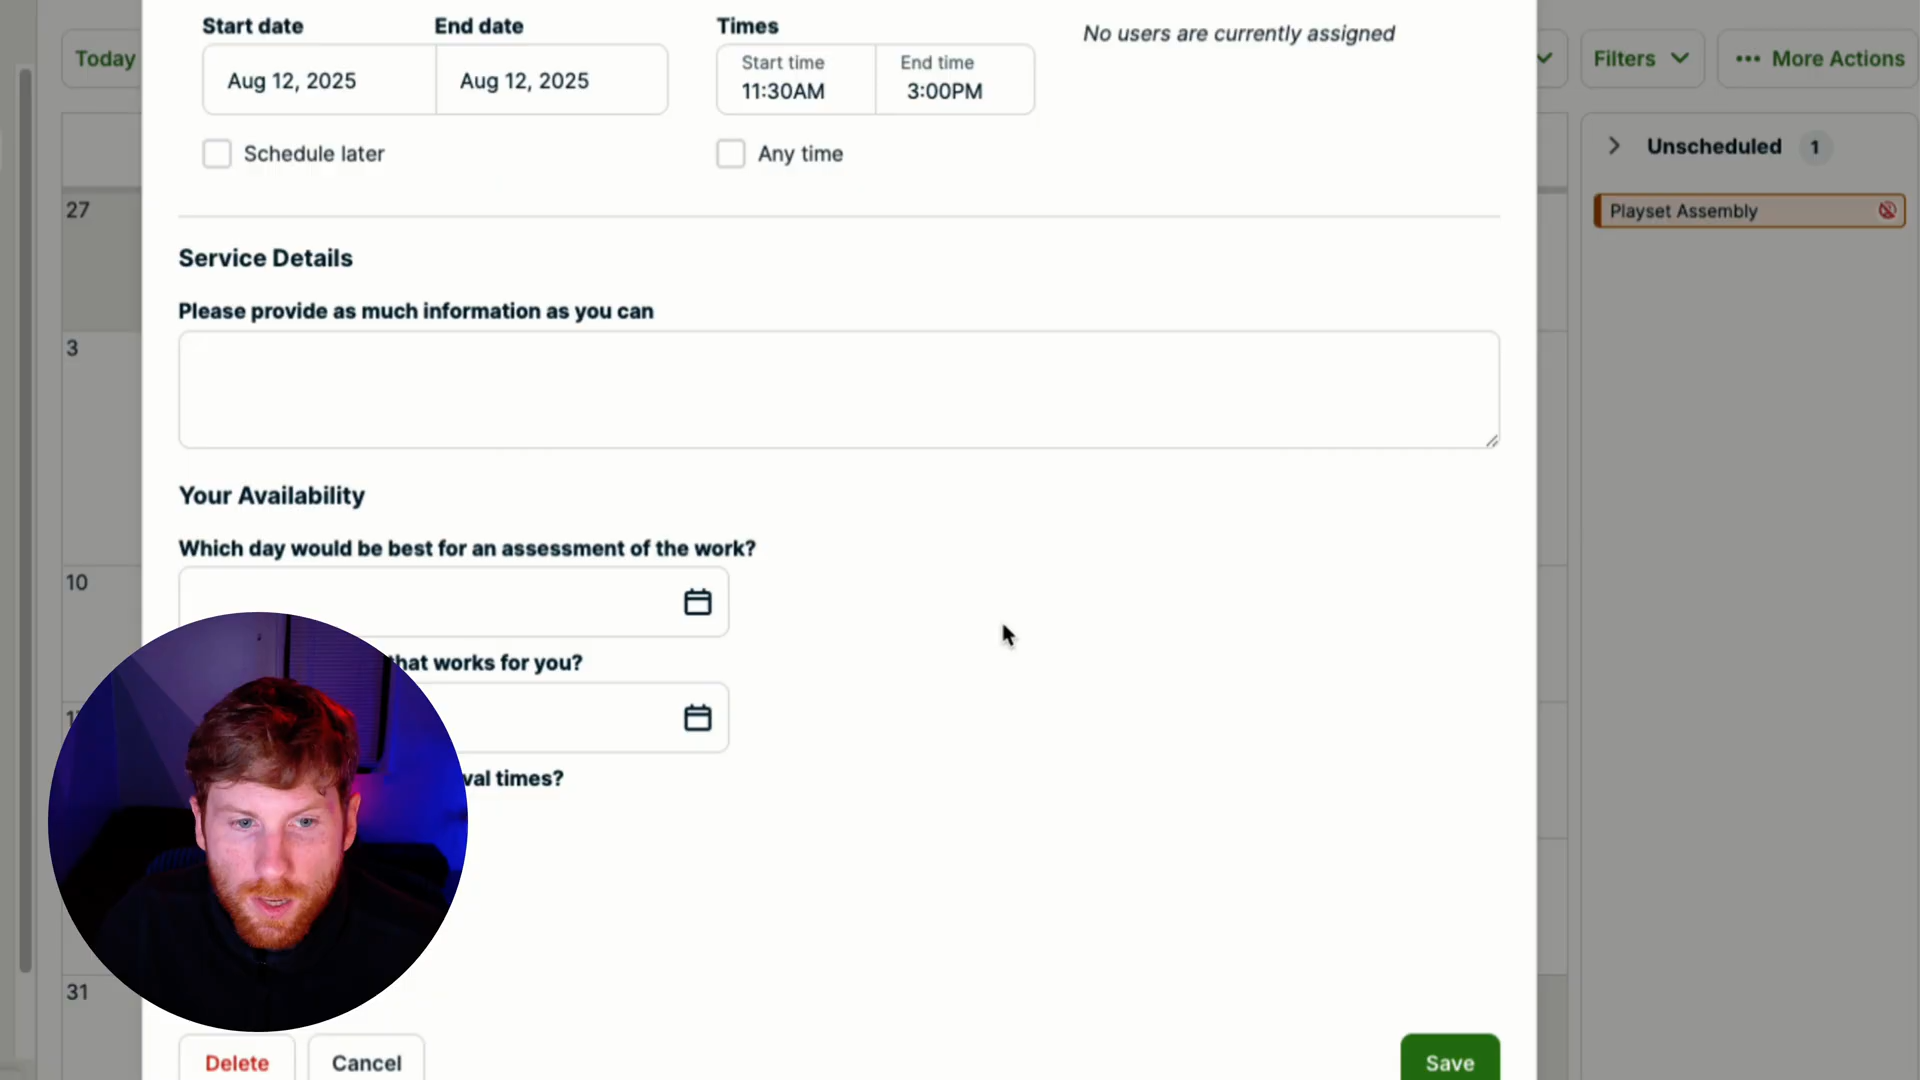 Start date
End date
Times
No users are currently assigned
Today
Filters
More Actions
Aug 12, 2025
Aug 12, 2025
Start time
11:30AM
End time
3:00PM
Schedule later
Any time
Unscheduled 1
27
Playset Assembly
Service Details
Please provide as much information as you can
3
Your Availability
Which day would be best for an assessment of the work?
10
that works for you?
times?
31
Delete
Cancel
Save